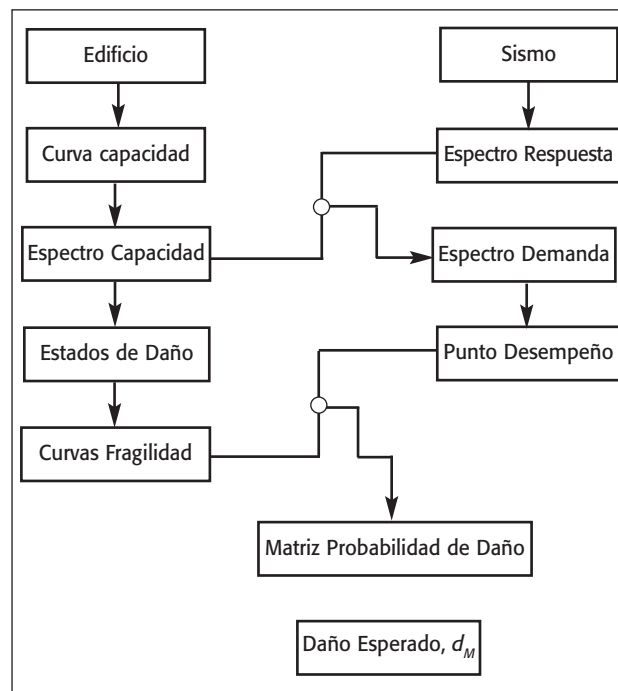 Edificio
Sismo
Curva capacidad
Espectro Respuesta
Espectro Capacidad
Espectro Demanda
Estados de Daño
Punto Desempeño
Curvas Fragilidad
Matriz Probabilidad de Daño
Daño Esperado, d_M